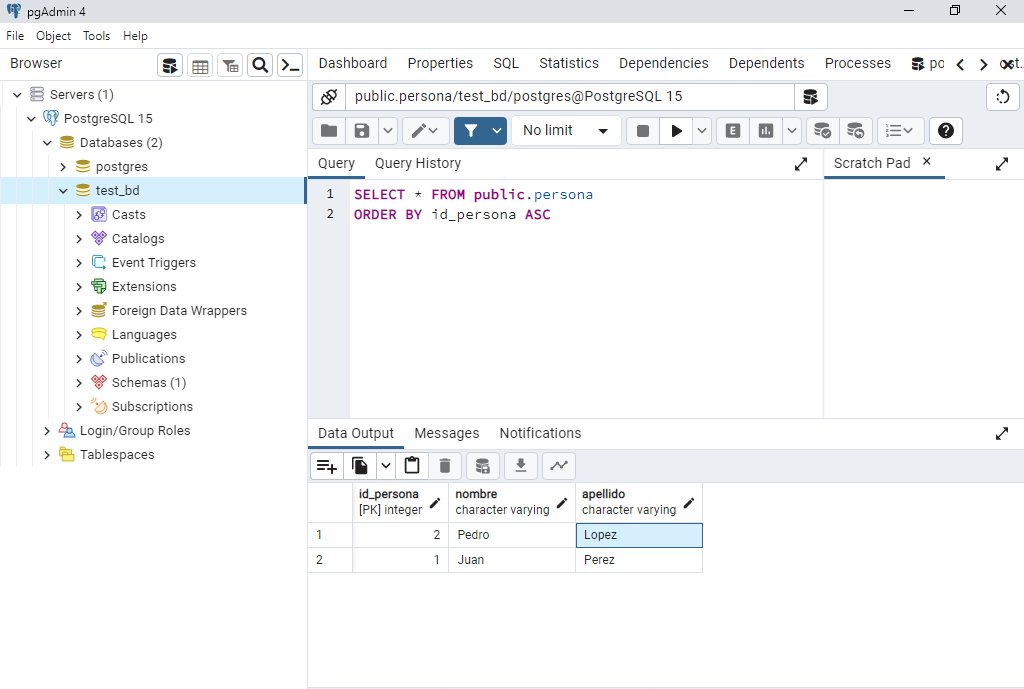 pgAdmin 4
File Object Tools Help
Browser
Dashboard Properties SQL Statistics Dependencies Dependents Processes po
Servers (1)
PostgreSQL 15
Databases (2)
postgres
test_bd
Casts
Catalogs
Event Triggers
Extensions
Foreign Data Wrappers
Languages
Publications
Schemas (1)
Subscriptions
Login/Group Roles
Tablespaces
public.persona/test_bd/postgres@PostgreSQL 15
No limit
E
Query Query History
Scratch Pad
1 SELECT * FROM public.persona
2 ORDER BY id_persona ASC
Data Output Messages Notifications
id_persona nombre apellido
[PK] integer character varying character varying
1 2 Pedro Lopez
2 1 Juan Perez